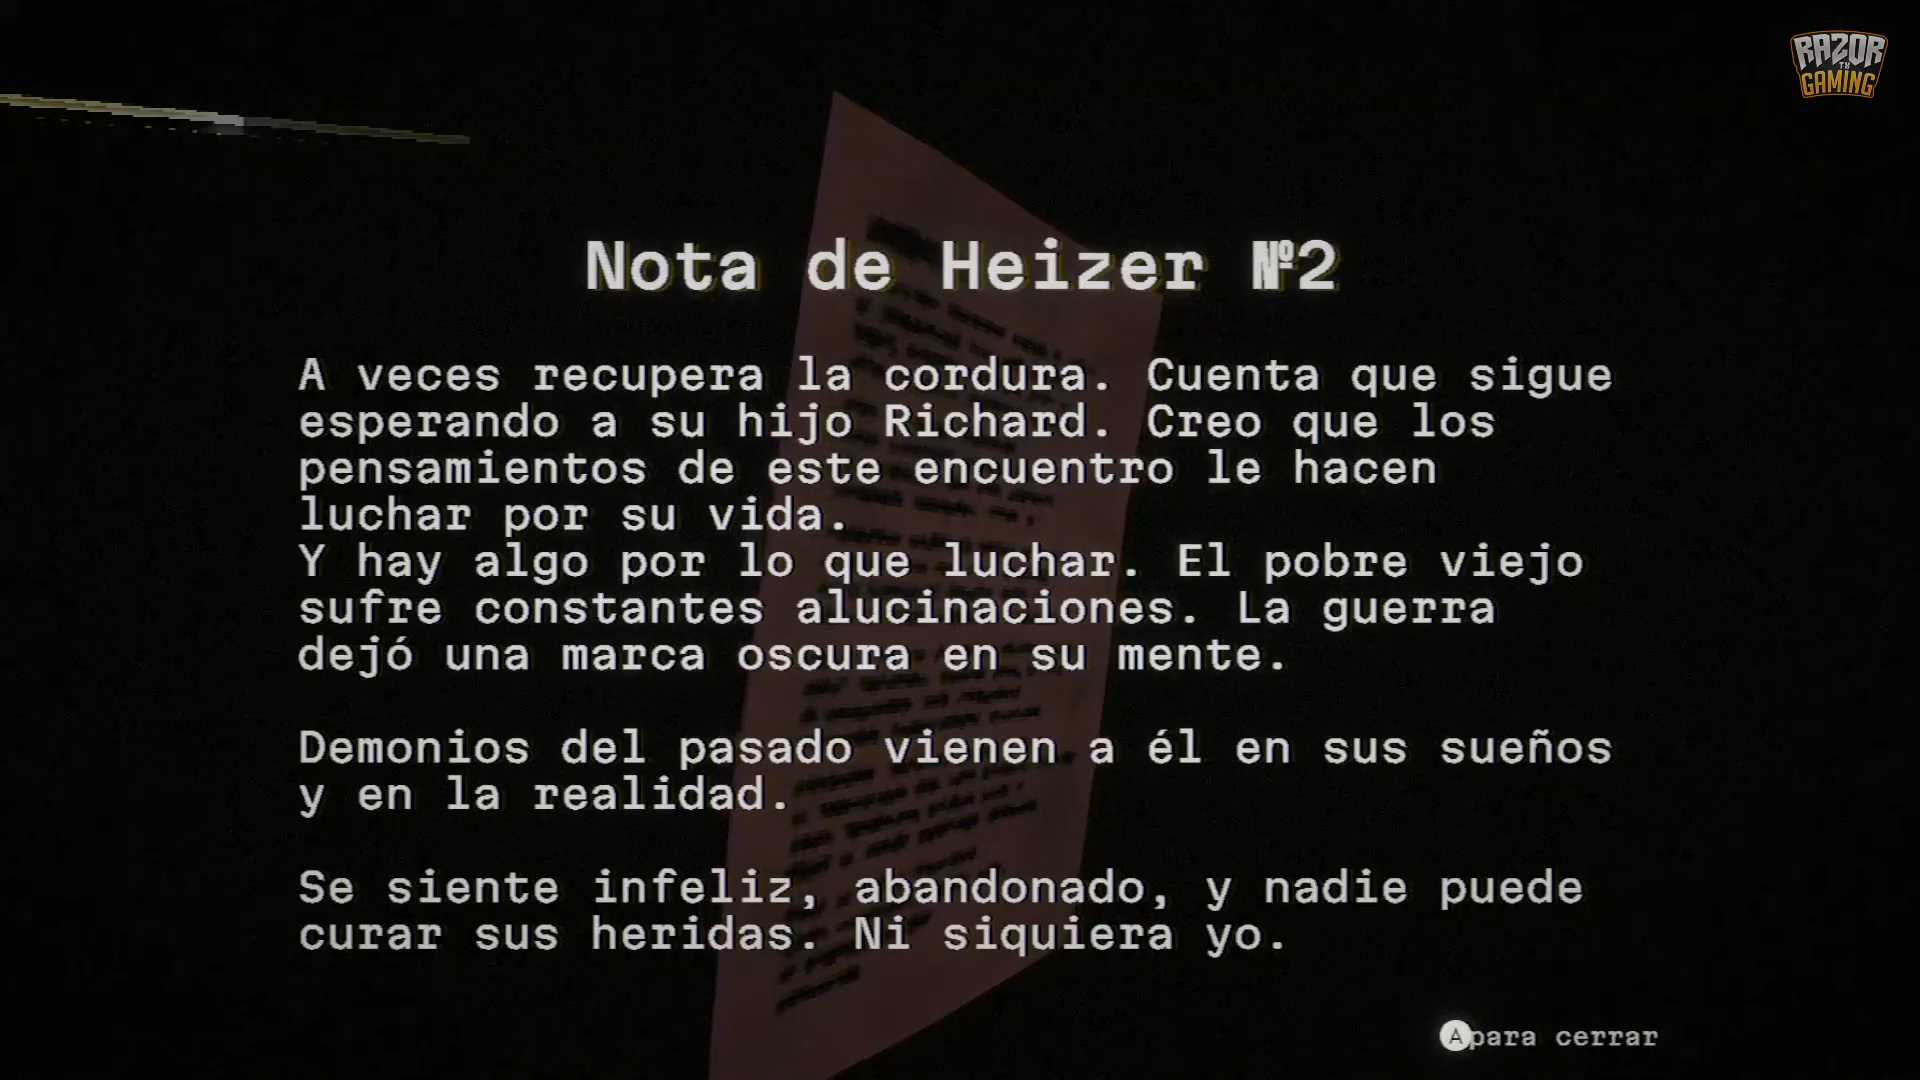 RAZOR
TX
GAMING
Nota de Heizer №2
A veces recupera la cordura. Cuenta que sigue
esperando a su hijo Richard. Creo que los
pensamientos de este encuentro le hacen
luchar por su vida.
Y hay algo por lo que luchar. El pobre viejo
sufre constantes alucinaciones. La guerra
dejó una marca oscura en su mente.
Demonios del pasado vienen a él en sus sueños
y en la realidad.
Se siente infeliz, abandonado, y nadie puede
curar sus heridas. Ni siquiera yo.
A para cerrar